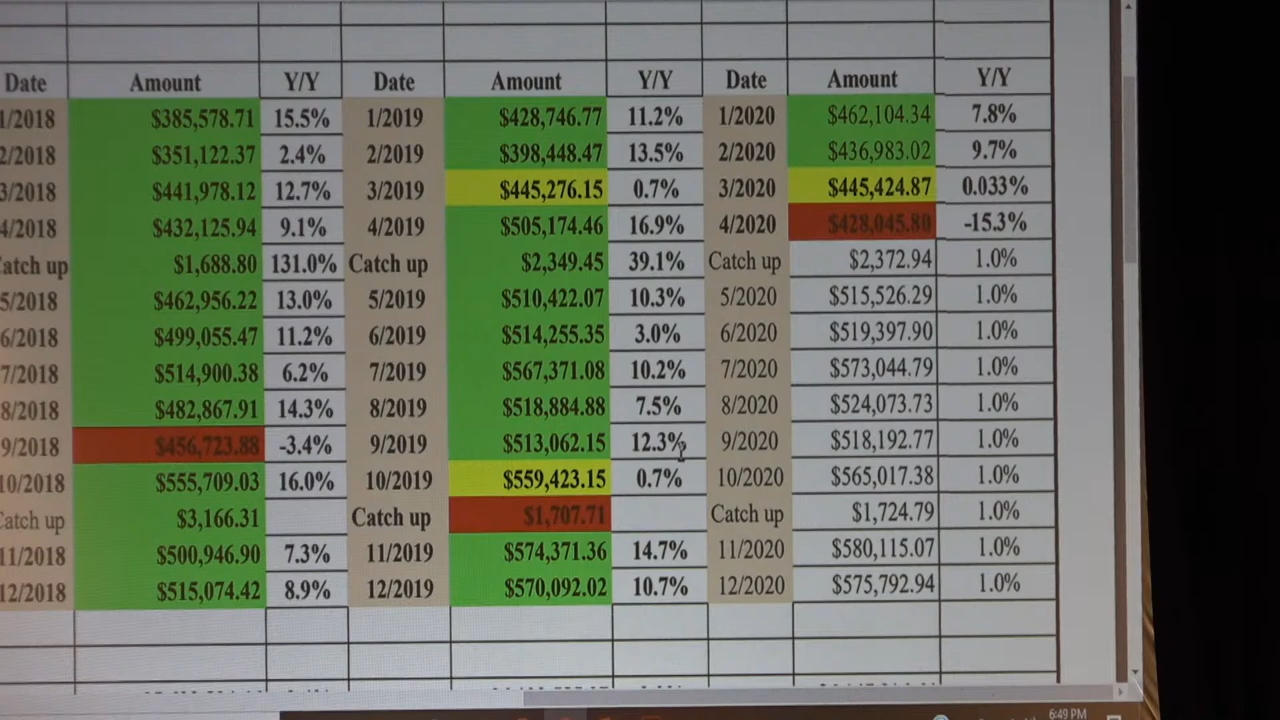 Date Amount Y/Y Date Amount Y/Y Date Amount Y/Y
1/2018 $385,578.71 15.5% 1/2019 $428,746.77 11.2% 1/2020 $462,104.34 7.8%
2/2018 $351,122.37 2.4% 2/2019 $398,448.47 13.5% 2/2020 $436,983.02 9.7%
3/2018 $441,978.12 12.7% 3/2019 $445,276.15 0.7% 3/2020 $445,424.87 0.033%
4/2018 $432,125.94 9.1% 4/2019 $505,174.46 16.9% 4/2020 $428,045.80 -15.3%
Catch up $1,688.80 131.0% Catch up $2,349.45 39.1% Catch up $2,372.94 1.0%
5/2018 $462,956.22 13.0% 5/2019 $510,422.07 10.3% 5/2020 $515,526.29 1.0%
6/2018 $499,055.47 11.2% 6/2019 $514,255.35 3.0% 6/2020 $519,397.90 1.0%
7/2018 $514,900.38 6.2% 7/2019 $567,371.08 10.2% 7/2020 $573,044.79 1.0%
8/2018 $482,867.91 14.3% 8/2019 $518,884.88 7.5% 8/2020 $524,073.73 1.0%
9/2018 $456,723.88 -3.4% 9/2019 $513,062.15 12.3% 9/2020 $518,192.77 1.0%
10/2018 $555,709.03 16.0% 10/2019 $559,423.15 0.7% 10/2020 $565,017.38 1.0%
Catch up $3,166.31 Catch up $1,707.71 Catch up $1,724.79 1.0%
11/2018 $500,946.90 7.3% 11/2019 $574,371.36 14.7% 11/2020 $580,115.07 1.0%
12/2018 $515,074.42 8.9% 12/2019 $570,092.02 10.7% 12/2020 $575,792.94 1.0%
6:49 PM